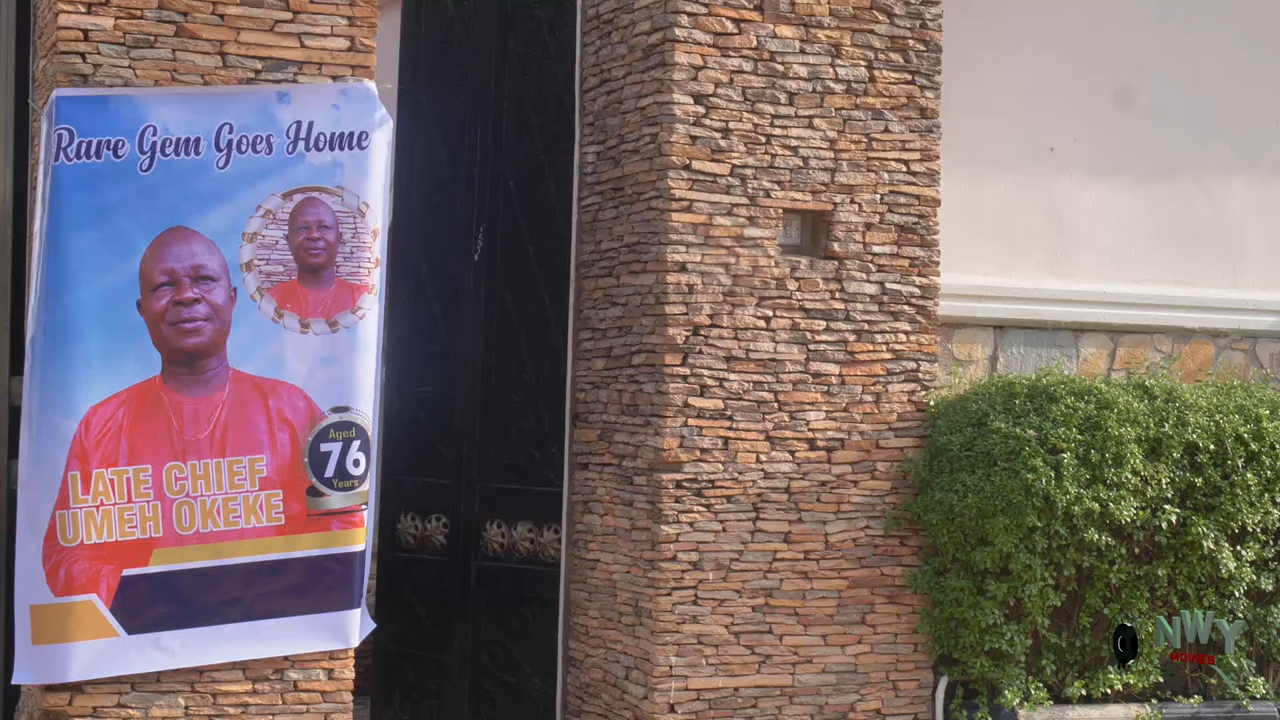 Rare Gem Goes Home
Aged
76
Years
LATE CHIEF
UMEH OKEKE
NWY
MOVIES